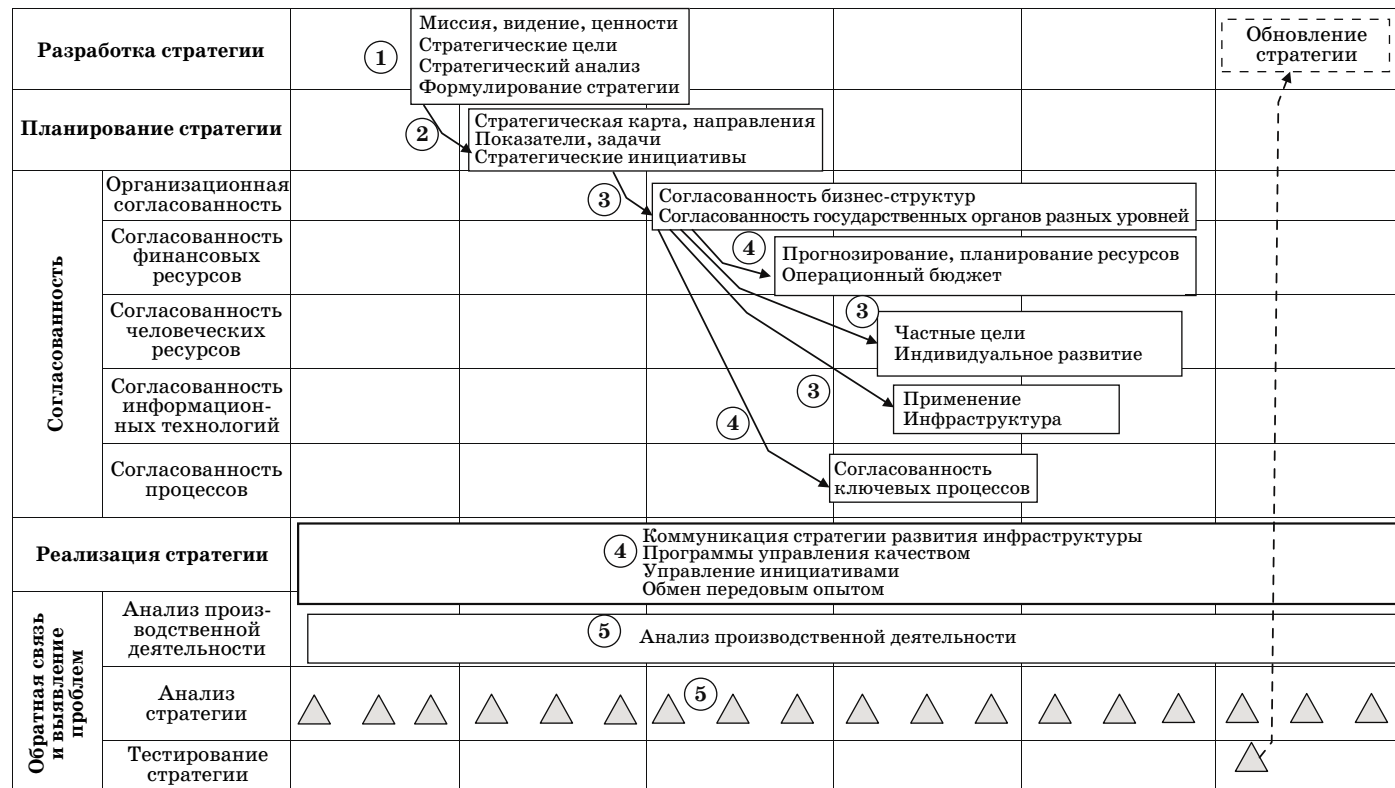 Разработка стратегии
1
Миссия, видение, ценности
Стратегические цели
Стратегический анализ
Формулирование стратегии
Обновление
стратегии
Планирование стратегии
2
Стратегическая карта, направления
Показатели, задачи
Стратегические инициативы
Согласованность
Организационная
согласованность
3
Согласованность бизнес-структур
Согласованность государственных органов разных уровней
Согласованность
финансовых
ресурсов
4
Прогнозирование, планирование ресурсов
Операционный бюджет
Согласованность
человеческих
ресурсов
3
Частные цели
Индивидуальное развитие
Согласованность
информацион-
ных технологий
3
Применение
Инфраструктура
4
Согласованность
процессов
Согласованность
ключевых процессов
Реализация стратегии
4
Коммуникация стратегии развития инфраструктуры
Программы управления качеством
Управление инициативами
Обмен передовым опытом
Обратная связь
и выявление
проблем
Анализ произ-
водственной
деятельности
5
Анализ производственной деятельности
Анализ
стратегии
5
Тестирование
стратегии